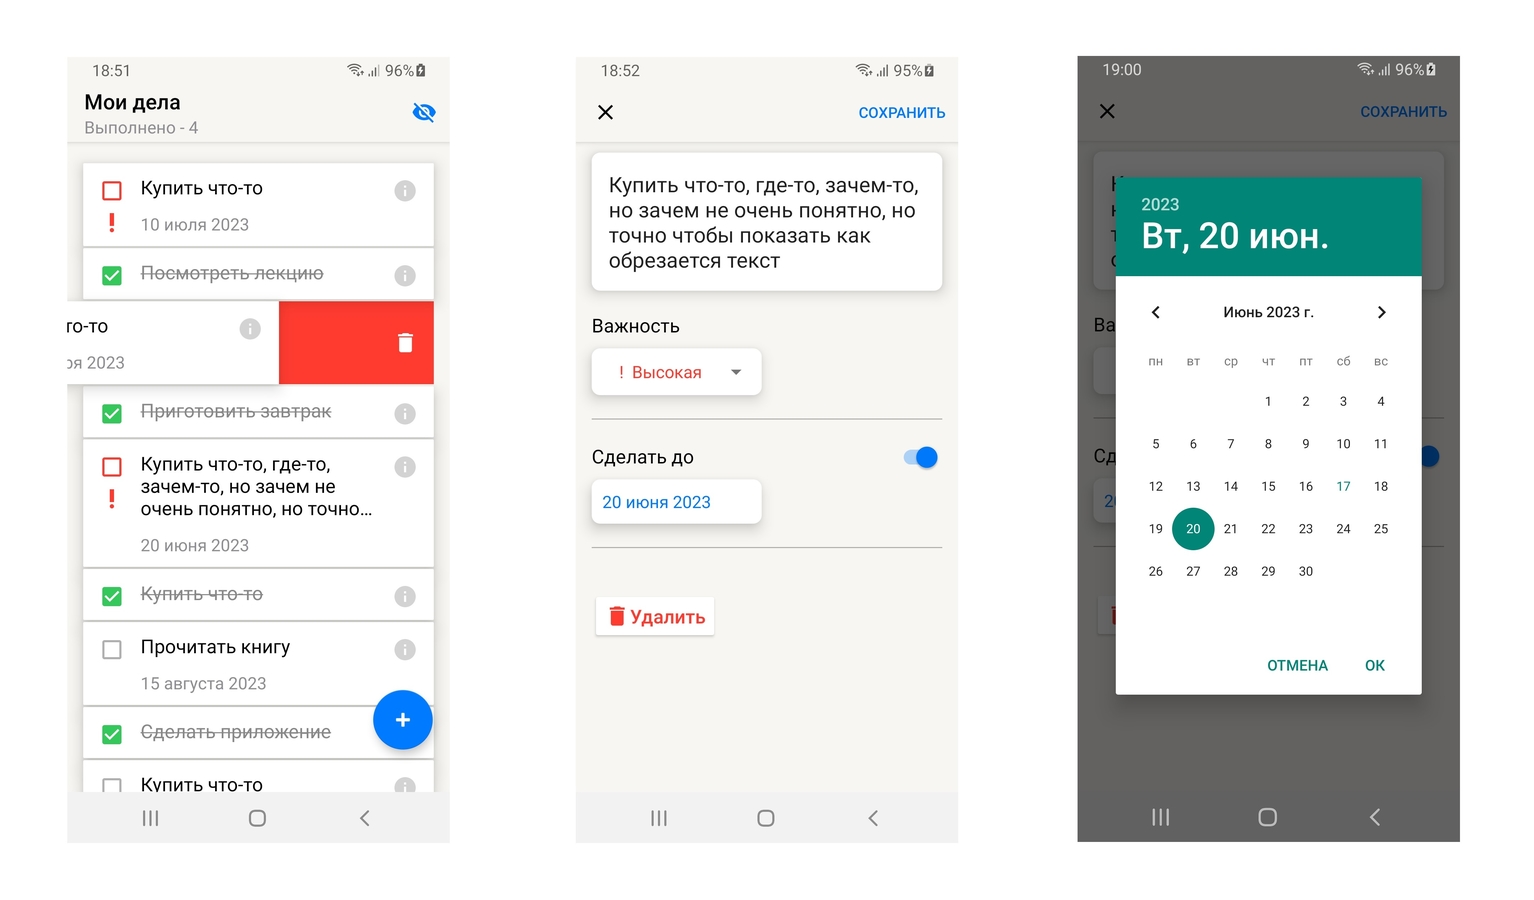 18:51
96%
Мои дела
Выполнено - 4
Купить что-то
10 июля 2023
Посмотреть лекцию
го-то
ря 2023
Приготовить завтрак
Купить что-то, где-то,
зачем-то, но зачем не
очень понятно, но точно...
20 июня 2023
Купить что-то
Прочитать книгу
15 августа 2023
Сделать приложение
Купить что-то
18:52
95%
СОХРАНИТЬ
Купить что-то, где-то, зачем-то,
но зачем не очень понятно, но
точно чтобы показать как
обрезается текст
Важность
! Высокая
Сделать до
20 июня 2023
Удалить
19:00
96%
СОХРАНИТЬ
Ва
Сд
2023
Вт, 20 июн.
Июнь 2023 г.
пн вт ср чт пт сб вс
1 2 3 4
5 6 7 8 9 10 11
12 13 14 15 16 17 18
19 20 21 22 23 24 25
26 27 28 29 30
ОТМЕНА ОК